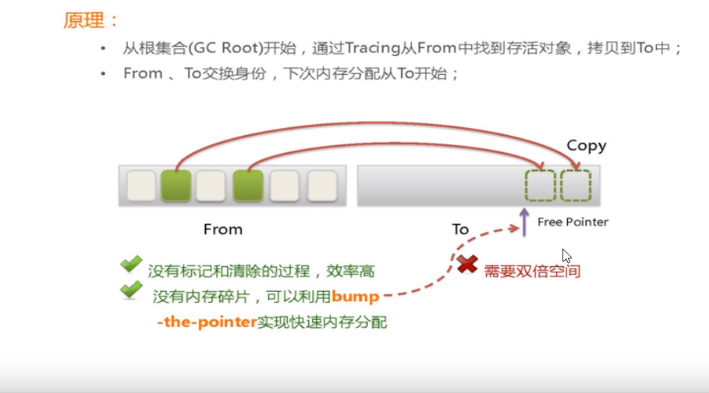 原理：
• 从根集合(GC Root)开始，通过Tracing从From中找到存活对象，拷贝到To中；
• From 、To交换身份，下次内存分配从To开始；
Copy
From
To
Free Pointer
没有标记和清除的过程，效率高
需要双倍空间
没有内存碎片，可以利用bump
-the-pointer实现快速内存分配